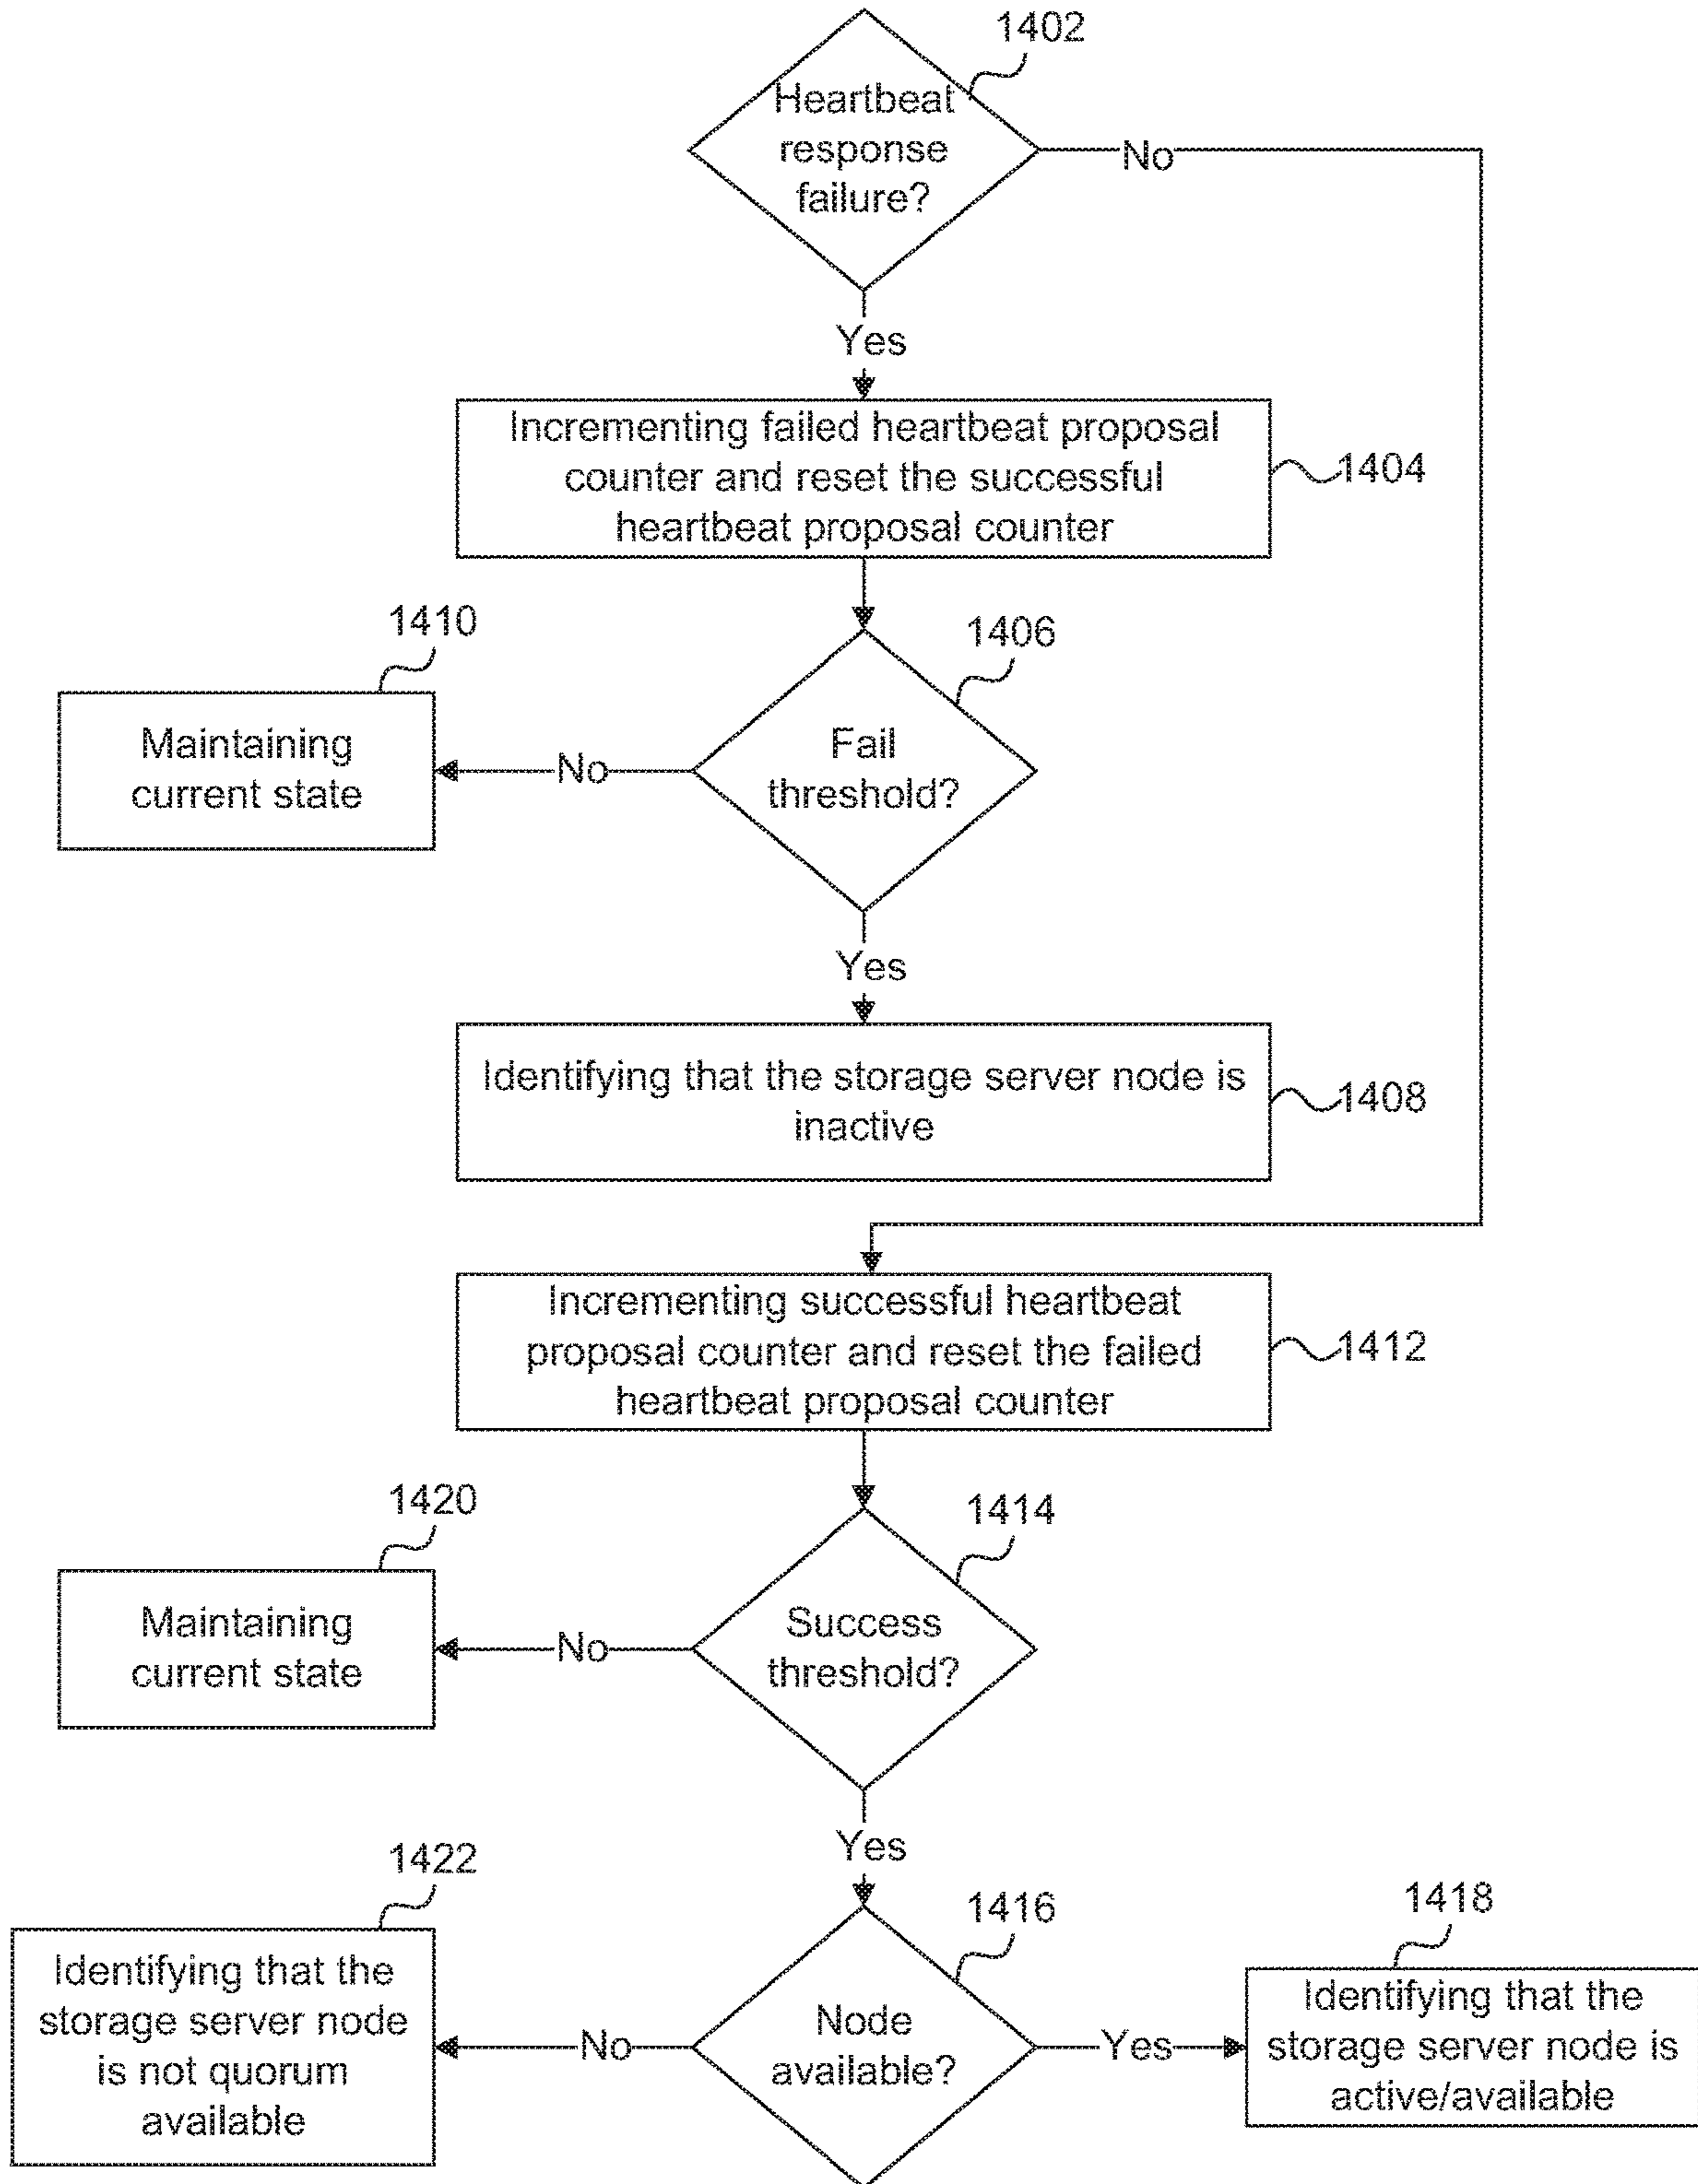 1402
Heartbeat
response
failure?
No
Yes
Incrementing failed heartbeat proposal
counter and reset the successful
heartbeat proposal counter
1404
1410
1406
Maintaining
current state
No
Fail
threshold?
Yes
Identifying that the storage server node is
inactive
1408
Incrementing successful heartbeat
proposal counter and reset the failed
heartbeat proposal counter
1412
1420
1414
Maintaining
current state
No
Success
threshold?
Yes
1422
1416
1418
Identifying that the
storage server node
is not quorum
available
No
Node
available?
Yes
Identifying that the
storage server node is
active/available